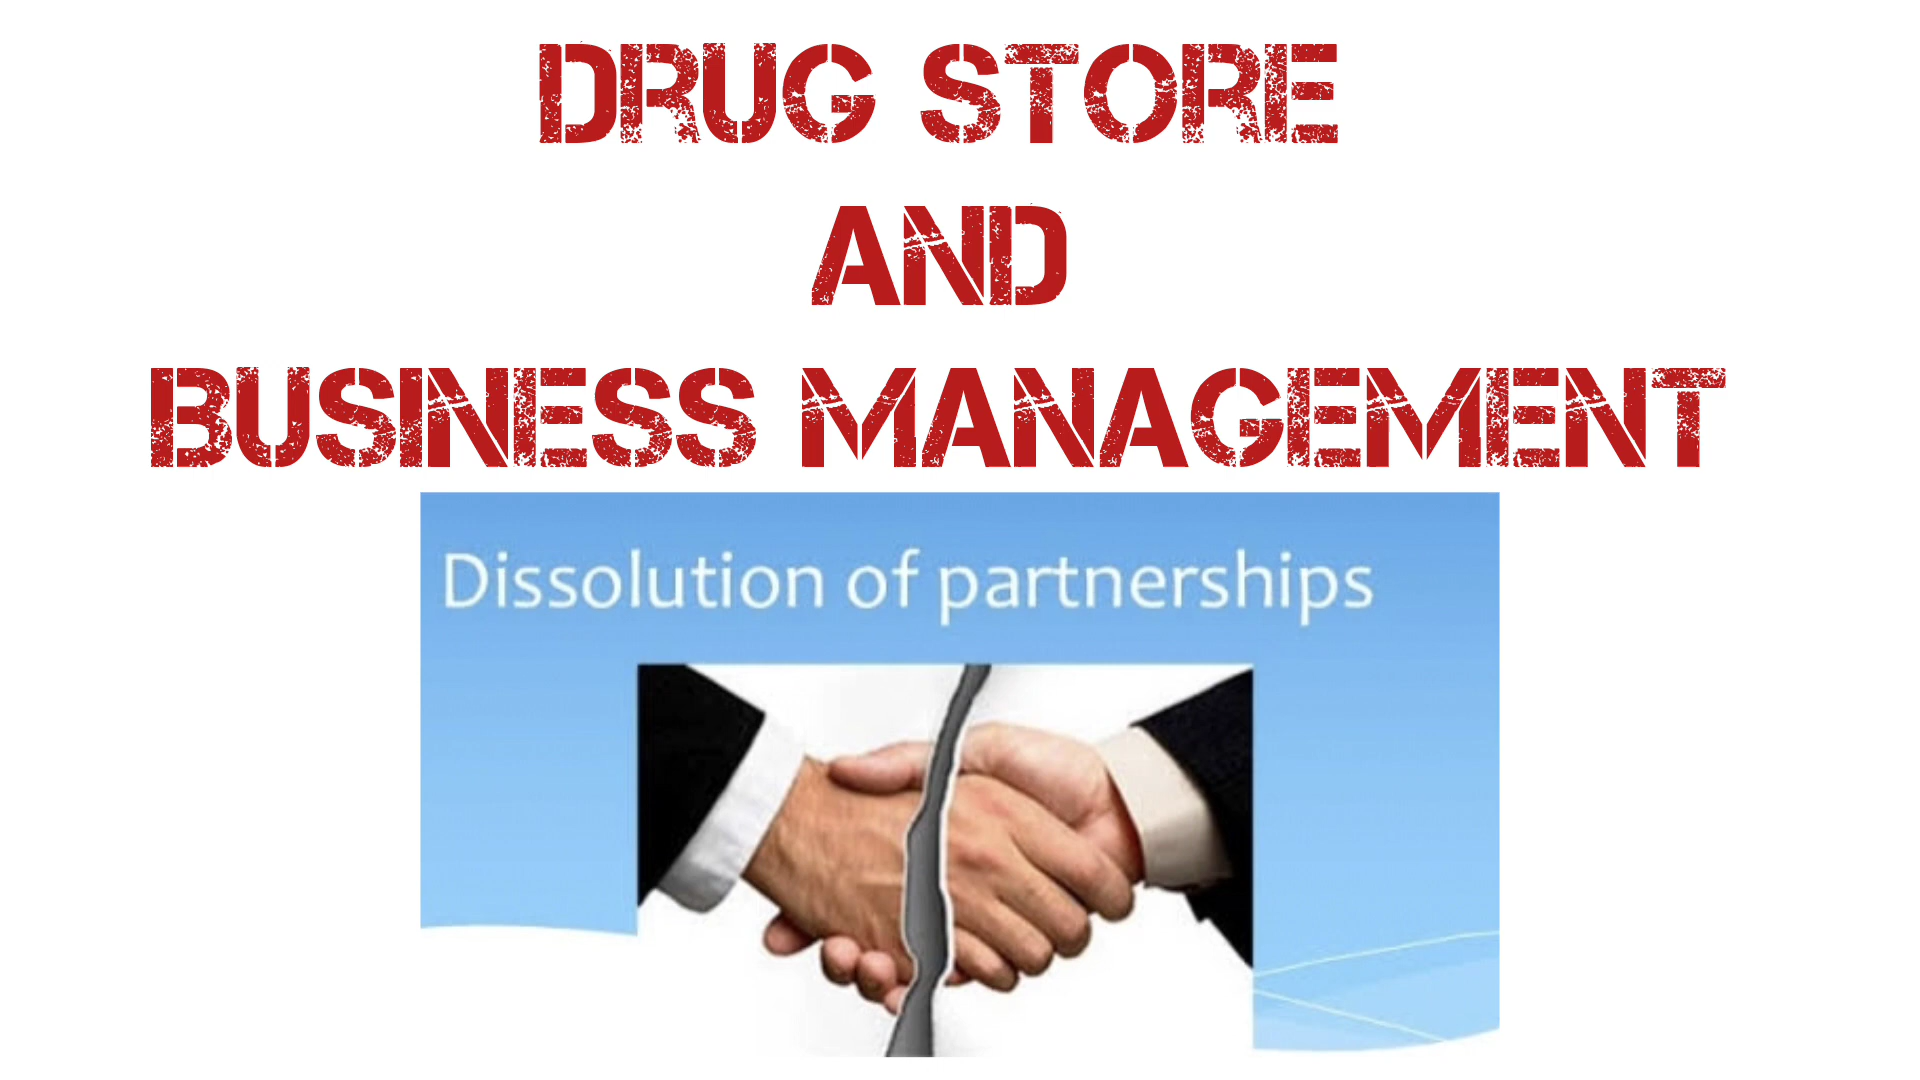 DRUG STORE
AND
BUSINESS MANAGEMENT
Dissolution of partnerships